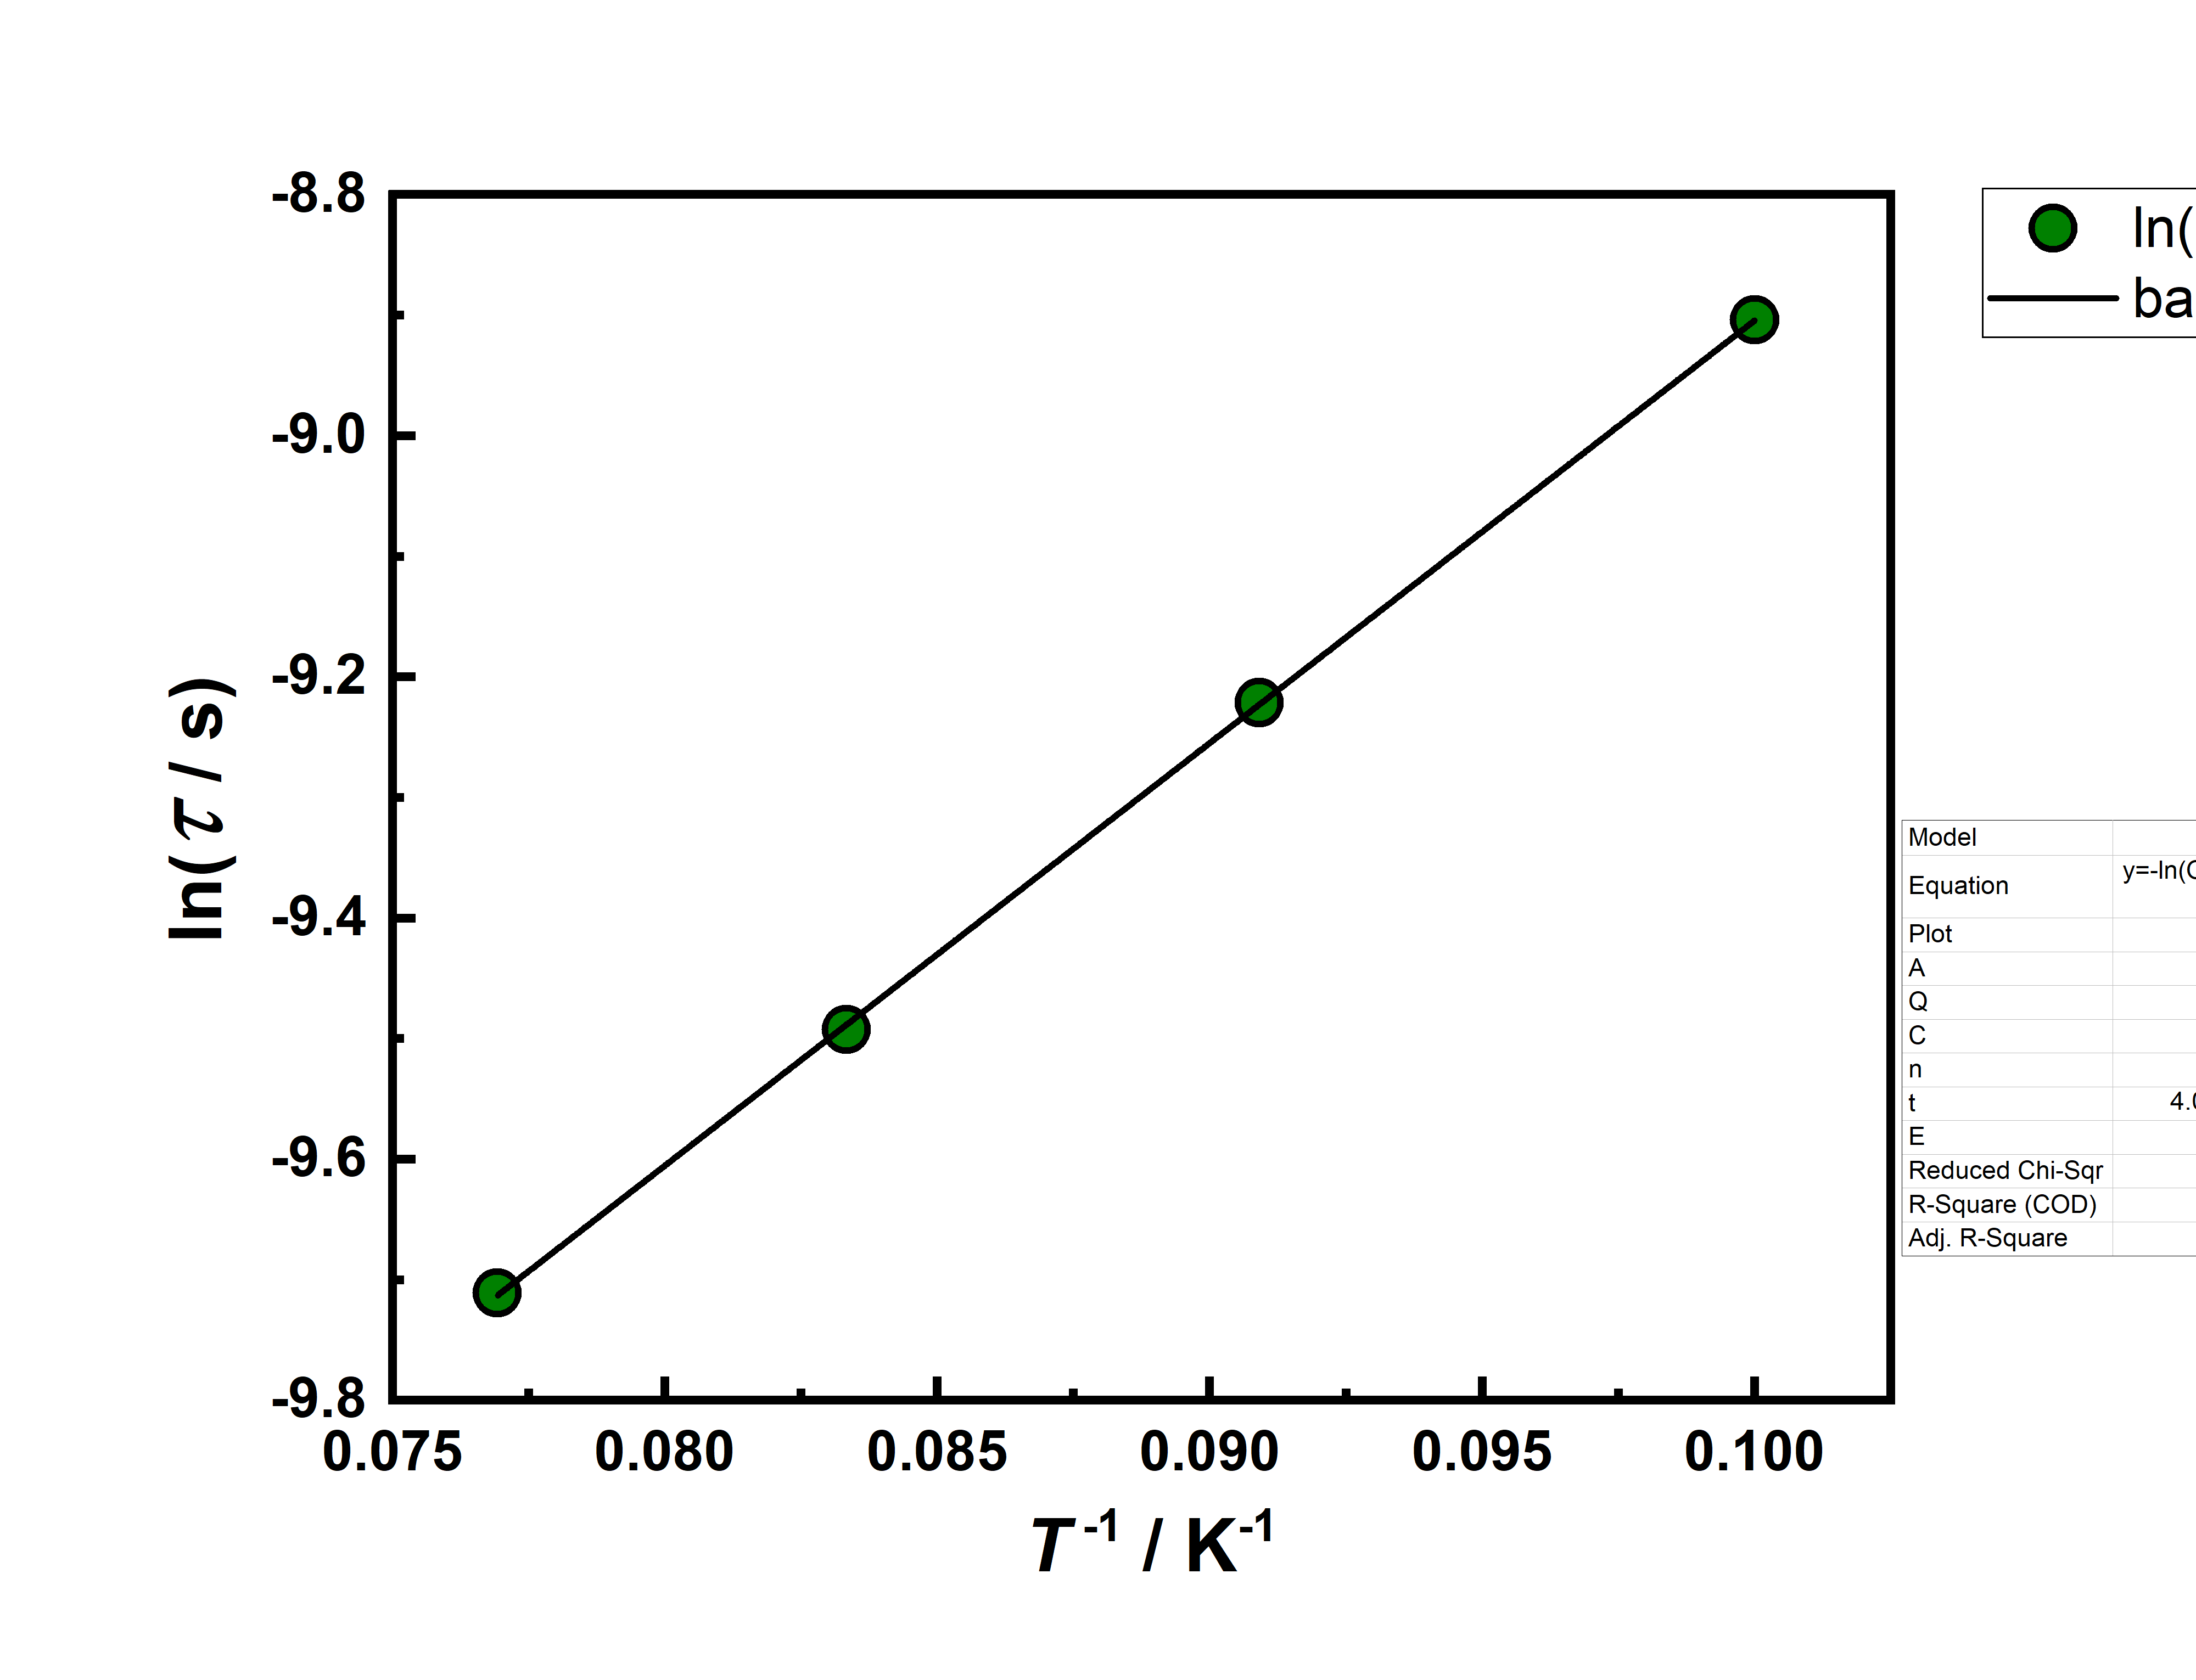 -8.8
-9.0
-9.2
-9.4
-9.6
-9.8
ln(τ / s)
0.075 0.080 0.085 0.090 0.095 0.100
T -1 / K-1
ln(
ba
Model
Equation y=-ln(C
Plot
A
Q
C
n
t 4.0
E
Reduced Chi-Sqr
R-Square (COD)
Adj. R-Square